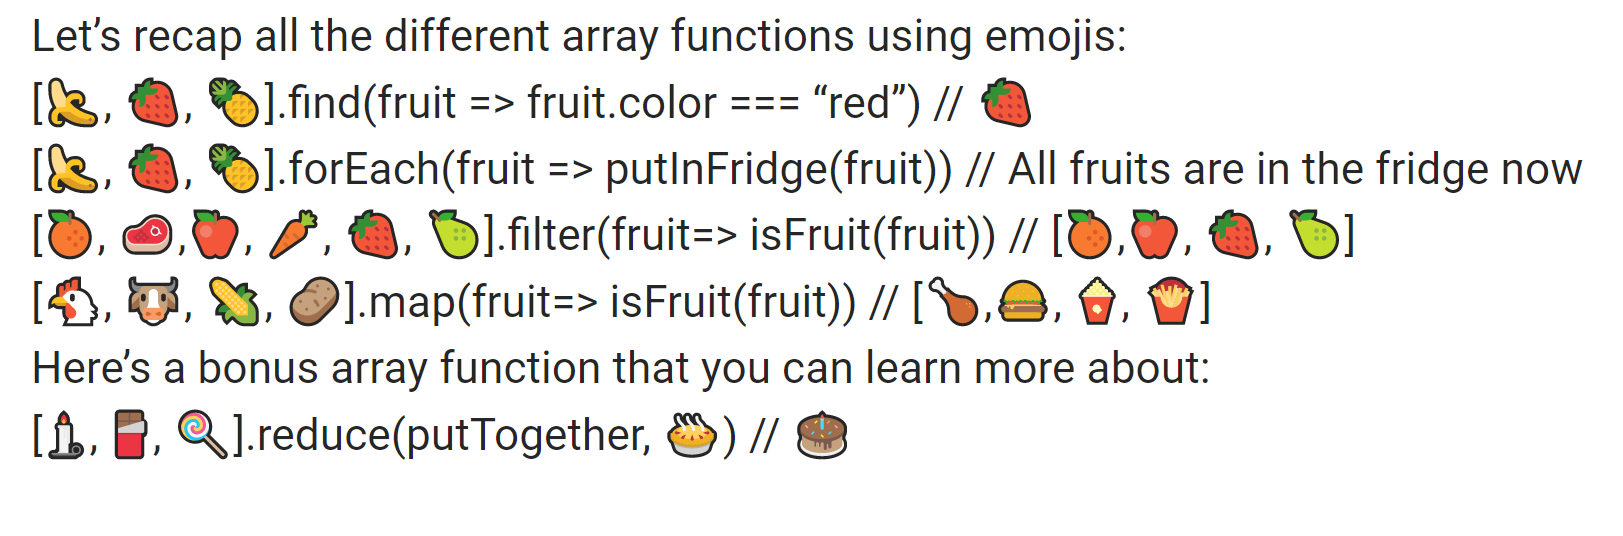 Let’s recap all the different array functions using emojis:
[🍌, 🍓, 🍍].find(fruit => fruit.color === “red”) // 🍓
[🍌, 🍓, 🍍].forEach(fruit => putInFridge(fruit)) // All fruits are in the fridge now
[🍊, 🥩,🍎, 🥕, 🍓, 🍐].filter(fruit=> isFruit(fruit)) // [🍊,🍎, 🍓, 🍐]
[🐔, 🐮, 🌽, 🥔].map(fruit=> isFruit(fruit)) // [🍗,🍔, 🍿, 🍟]
Here’s a bonus array function that you can learn more about:
[🕯, 🍫, 🍭].reduce(putTogether, 🥧) // 🎂